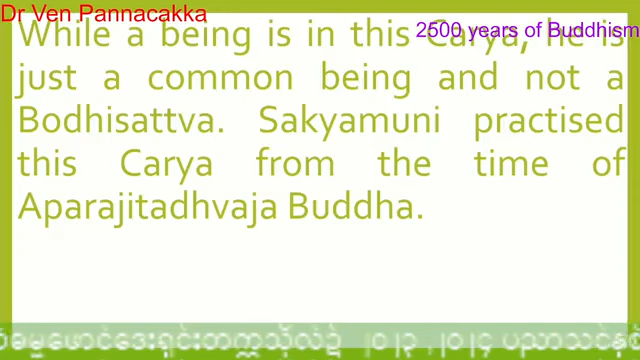 Dr Ven Pannacakka
2500 years of Buddhism
While a being is in this Carya, he is
just a common being and not a
Bodhisattva. Sakyamuni practised
this Carya from the time of
Aparajitadhvaja Buddha.